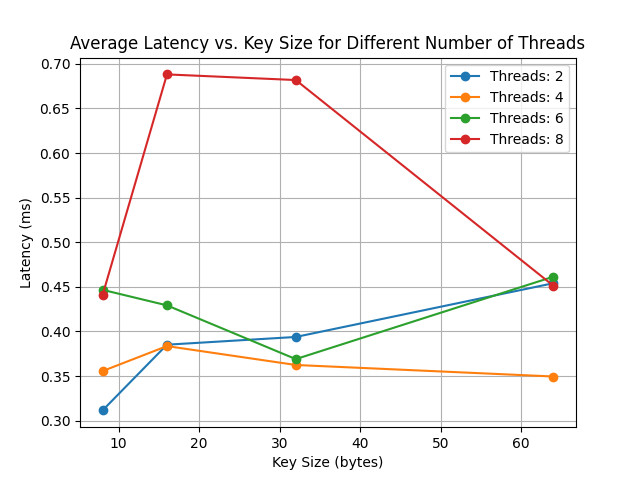 Average Latency vs. Key Size for Different Number of Threads
Latency (ms)
0.70
0.65
0.60
0.55
0.50
0.45
0.40
0.35
0.30
Threads: 2
Threads: 4
Threads: 6
Threads: 8
10 20 30 40 50 60
Key Size (bytes)